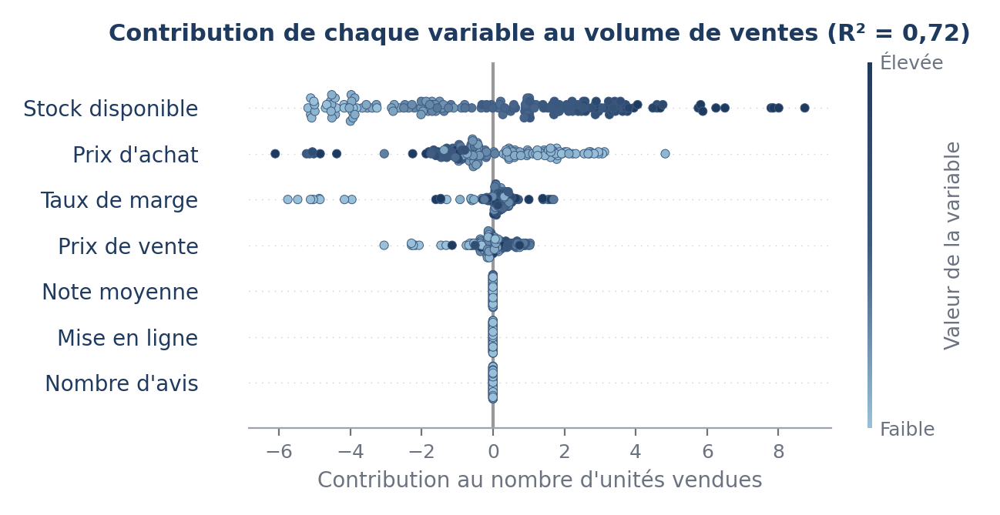 Contribution de chaque variable au volume de ventes (R² = 0,72)
Élevée
Stock disponible
Prix d'achat
Taux de marge
Prix de vente
Note moyenne
Mise en ligne
Nombre d'avis
Valeur de la variable
Faible
−6 −4 −2 0 2 4 6 8
Contribution au nombre d'unités vendues